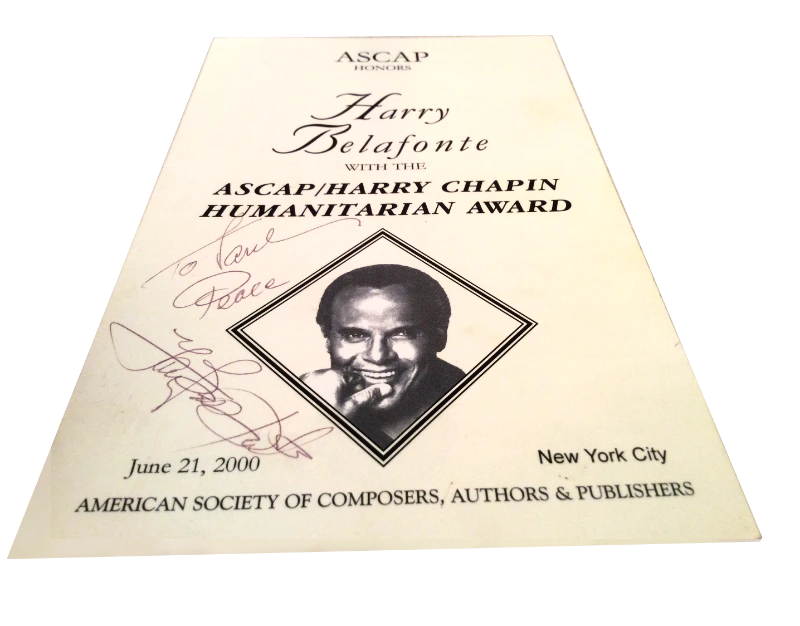 ASCAP
HONORS
Harry
Belafonte
WITH THE
ASCAP/HARRY CHAPIN
HUMANITARIAN AWARD
To Paul
Peace
June 21, 2000
New York City
AMERICAN SOCIETY OF COMPOSERS, AUTHORS & PUBLISHERS